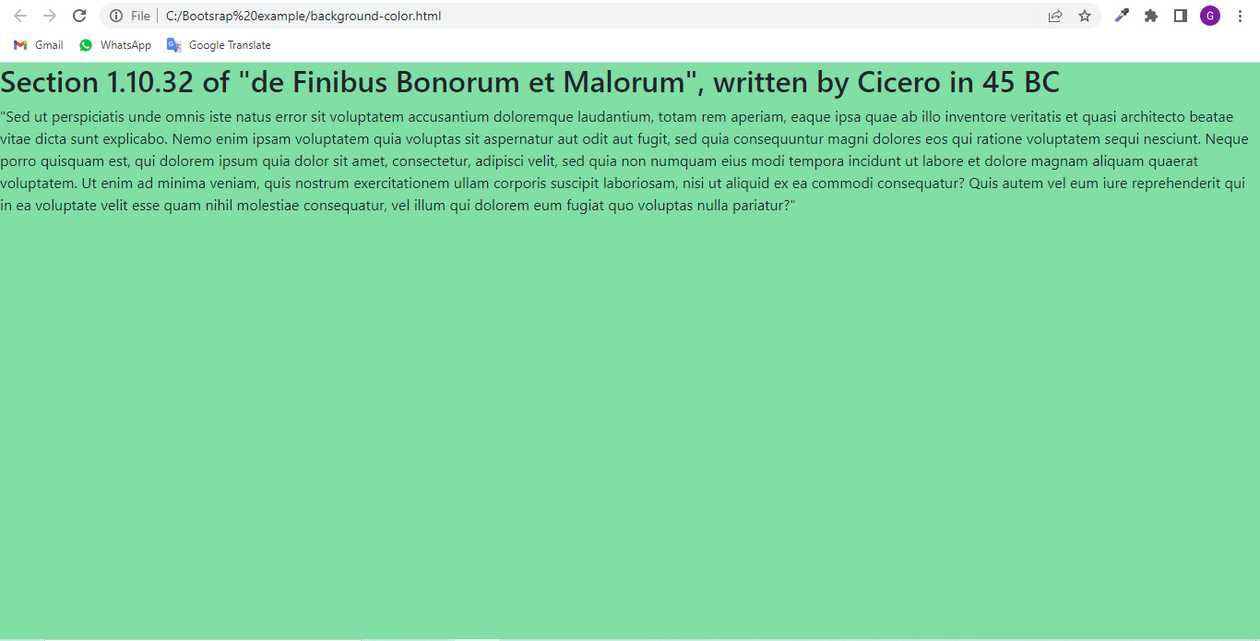 File C:/Bootsrap%20example/background-color.html G
Gmail WhatsApp Google Translate
Section 1.10.32 of "de Finibus Bonorum et Malorum", written by Cicero in 45 BC
"Sed ut perspiciatis unde omnis iste natus error sit voluptatem accusantium doloremque laudantium, totam rem aperiam, eaque ipsa quae ab illo inventore veritatis et quasi architecto beatae
vitae dicta sunt explicabo. Nemo enim ipsam voluptatem quia voluptas sit aspernatur aut odit aut fugit, sed quia consequuntur magni dolores eos qui ratione voluptatem sequi nesciunt. Neque
porro quisquam est, qui dolorem ipsum quia dolor sit amet, consectetur, adipisci velit, sed quia non numquam eius modi tempora incidunt ut labore et dolore magnam aliquam quaerat
voluptatem. Ut enim ad minima veniam, quis nostrum exercitationem ullam corporis suscipit laboriosam, nisi ut aliquid ex ea commodi consequatur? Quis autem vel eum iure reprehenderit qui
in ea voluptate velit esse quam nihil molestiae consequatur, vel illum qui dolorem eum fugiat quo voluptas nulla pariatur?"